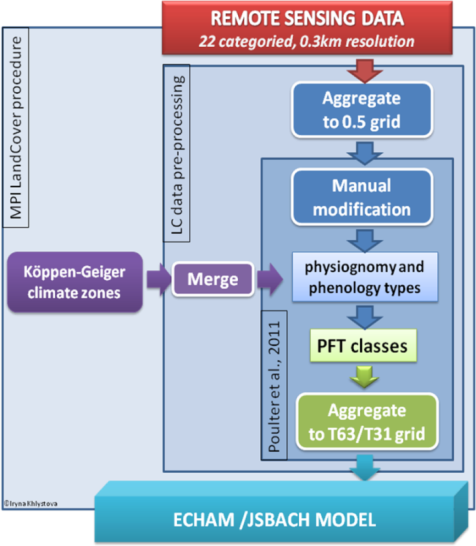 REMOTE SENSING DATA
22 categoried, 0.3km resolution
MPI LandCover procedure
LC data pre-processing
Aggregate
to 0.5 grid
Manual
modification
Köppen-Geiger
climate zones
Merge
physiognomy and
phenology types
Poulter et al., 2011
PFT classes
Aggregate
to T63/T31 grid
©Iryna Khlystova
ECHAM /JSBACH MODEL